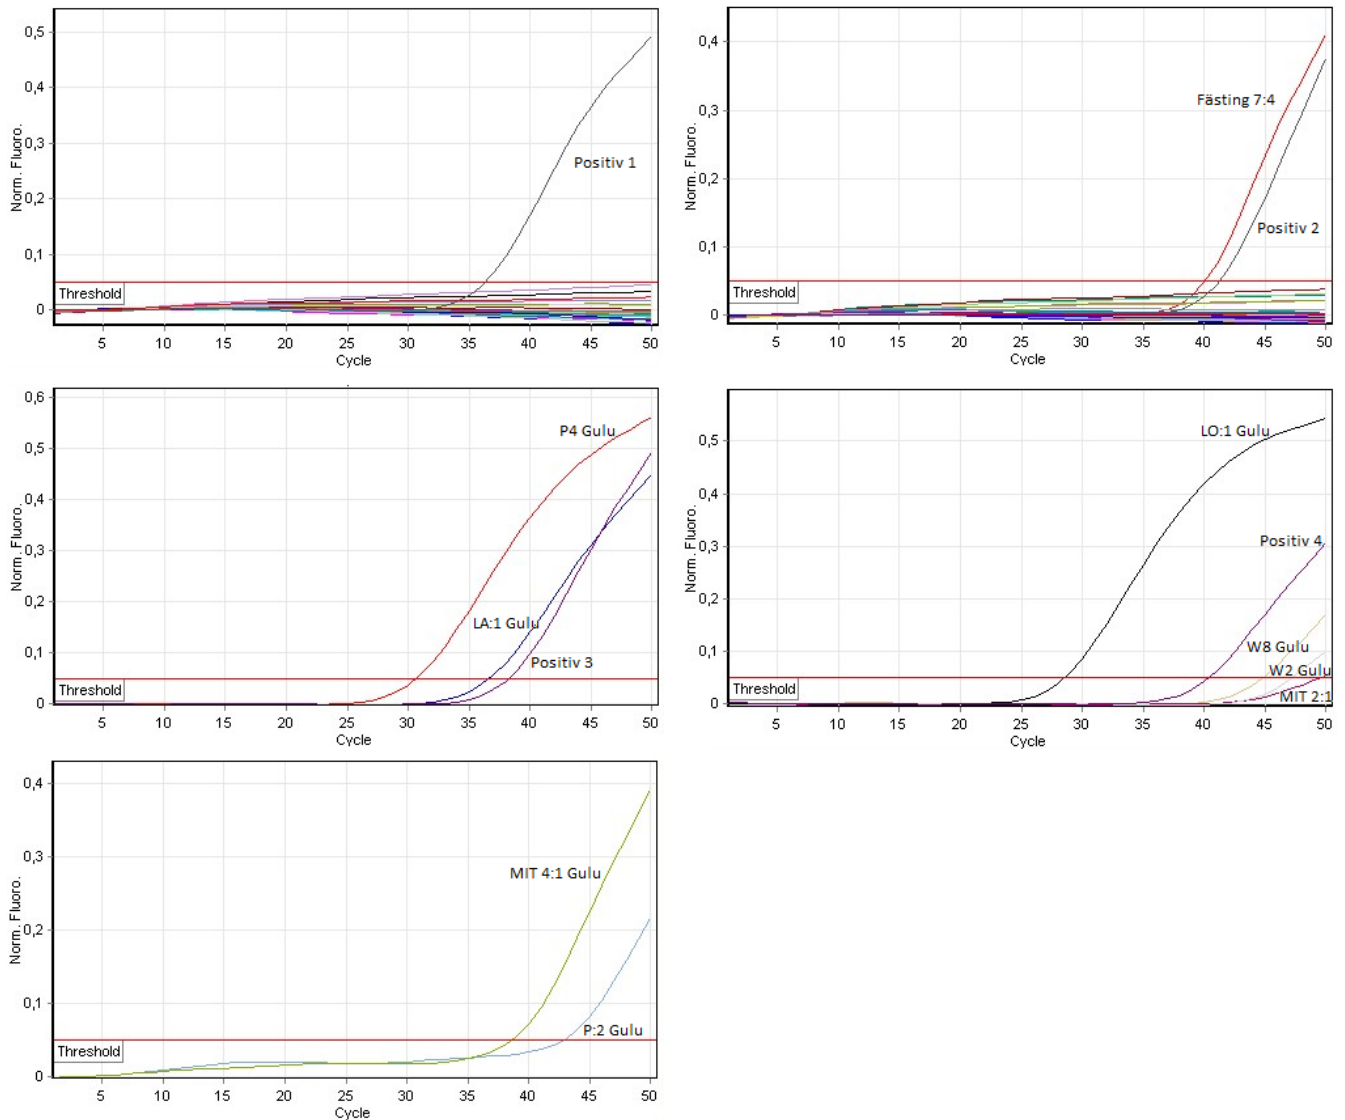 0,5
0,4
0,3
0,2
0,1
0
Norm. Fluoro.
Positiv 1
Threshold
5 10 15 20 25 30 35 40 45 50
Cycle
0,4
0,3
0,2
0,1
0
Norm. Fluoro.
Fästing 7:4
Positiv 2
Threshold
5 10 15 20 25 30 35 40 45 50
Cycle
0,6
0,5
0,4
0,3
0,2
0,1
0
Norm. Fluoro.
P4 Gulu
LA:1 Gulu
Positiv 3
Threshold
5 10 15 20 25 30 35 40 45 50
Cycle
0,5
0,4
0,3
0,2
0,1
0
Norm. Fluoro.
LO:1 Gulu
Positiv 4
W8 Gulu
W2 Gulu
MIT 2:1
Threshold
5 10 15 20 25 30 35 40 45 50
Cycle
0,4
0,3
0,2
0,1
0
Norm. Fluoro.
MIT 4:1 Gulu
P:2 Gulu
Threshold
5 10 15 20 25 30 35 40 45 50
Cycle